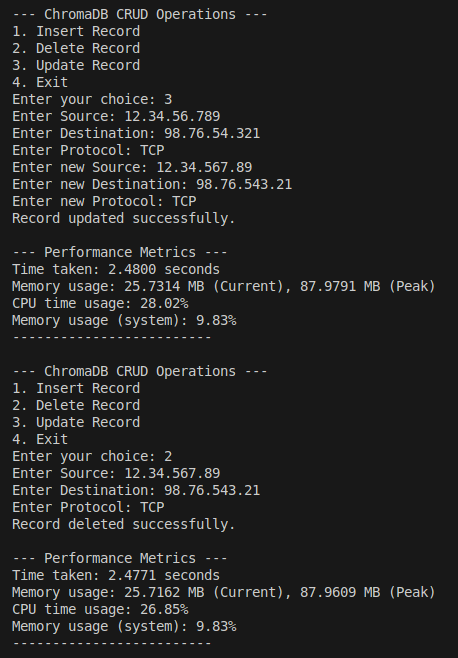 --- ChromaDB CRUD Operations ---
1. Insert Record
2. Delete Record
3. Update Record
4. Exit
Enter your choice: 3
Enter Source: 12.34.56.789
Enter Destination: 98.76.54.321
Enter Protocol: TCP
Enter new Source: 12.34.567.89
Enter new Destination: 98.76.543.21
Enter new Protocol: TCP
Record updated successfully.

--- Performance Metrics ---
Time taken: 2.4800 seconds
Memory usage: 25.7314 MB (Current), 87.9791 MB (Peak)
CPU time usage: 28.02%
Memory usage (system): 9.83%
-------------------------

--- ChromaDB CRUD Operations ---
1. Insert Record
2. Delete Record
3. Update Record
4. Exit
Enter your choice: 2
Enter Source: 12.34.567.89
Enter Destination: 98.76.543.21
Enter Protocol: TCP
Record deleted successfully.

--- Performance Metrics ---
Time taken: 2.4771 seconds
Memory usage: 25.7162 MB (Current), 87.9609 MB (Peak)
CPU time usage: 26.85%
Memory usage (system): 9.83%
-------------------------